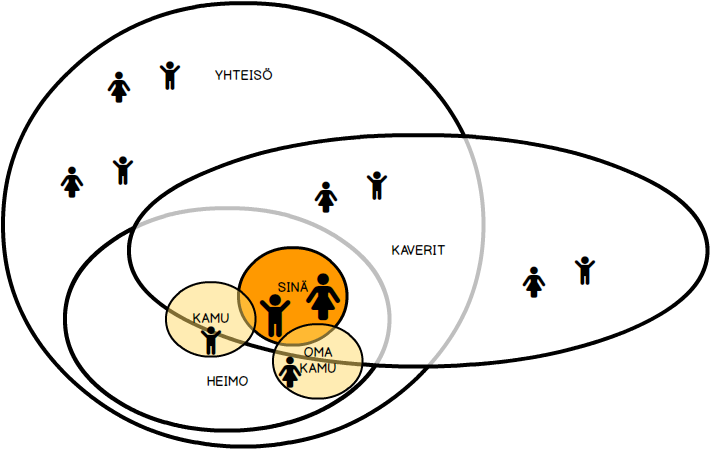 YHTEISÖ
KAVERIT
SINÄ
KAMU
OMA
KAMU
HEIMO